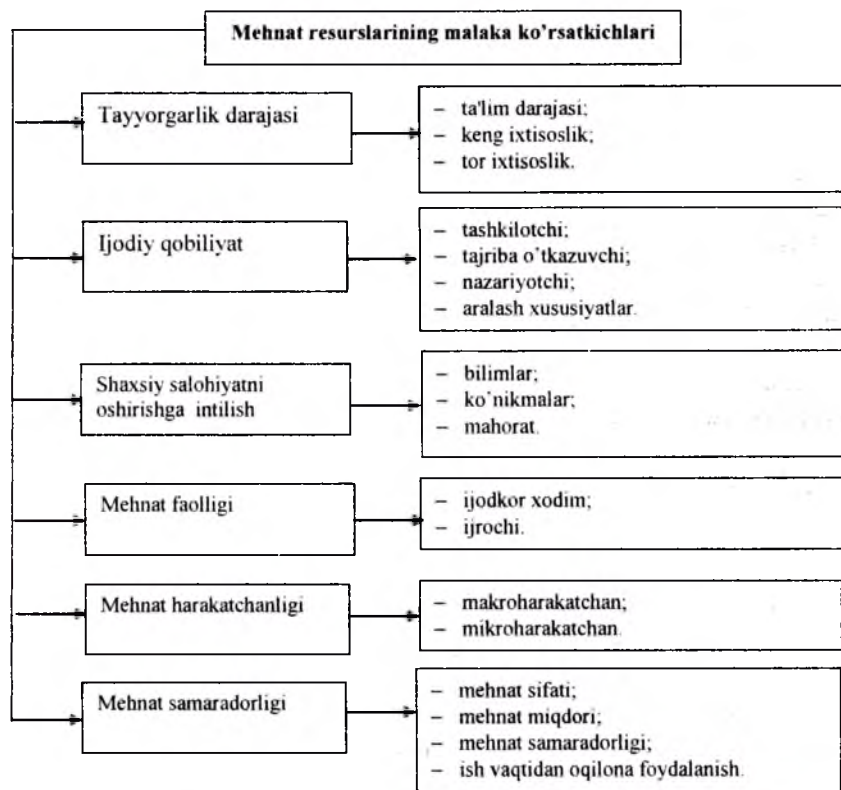 Mehnat resurslarining malaka ko'rsatkichlari
Tayyorgarlik darajasi
– ta'lim darajasi;
– keng ixtisoslik;
– tor ixtisoslik.
Ijodiy qobiliyat
– tashkilotchi;
– tajriba o`tkazuvchi;
– nazariyotchi;
– aralash xususiyatlar.
Shaxsiy salohiyatni
oshirishga intilish
– bilimlar;
– ko`nikmalar;
– mahorat.
Mehnat faolligi
– ijodkor xodim;
– ijrochi.
Mehnat harakatchanligi
– makroharakatchan;
– mikroharakatchan.
Mehnat samaradorligi
– mehnat sifati;
– mehnat miqdori;
– mehnat samaradorligi;
– ish vaqtidan oqilona foydalanish.